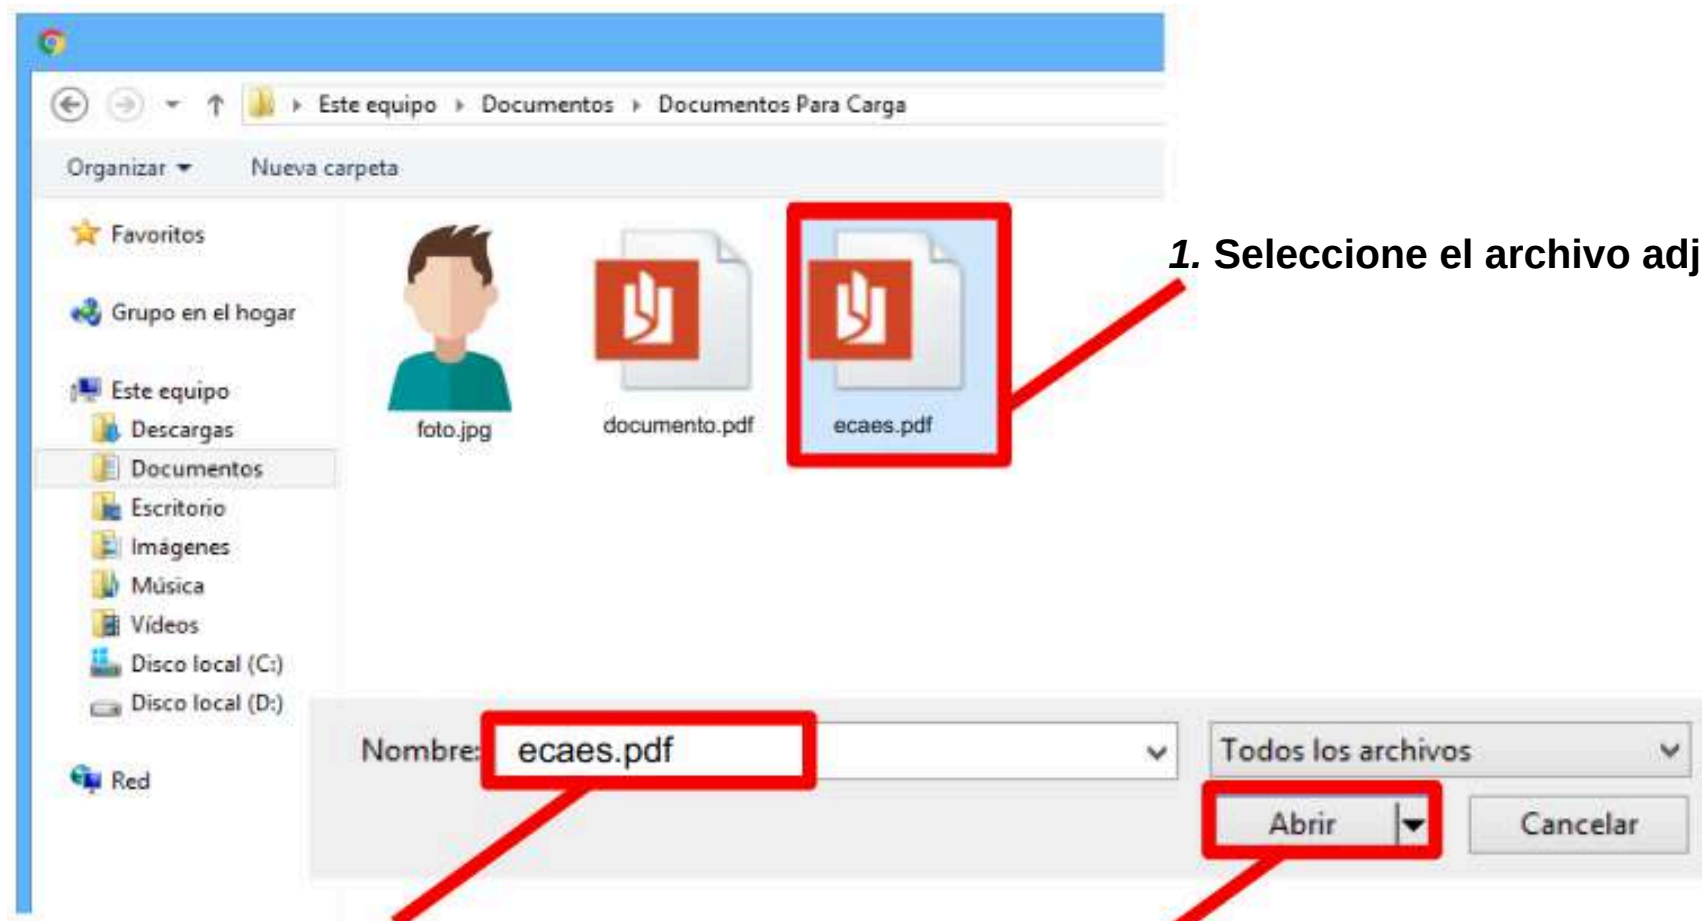 Este equipo Documentos Documentos Para Carga
Organizar Nueva carpeta
Favoritos
Grupo en el hogar
Este equipo
Descargas
Documentos
Escritorio
Imágenes
Música
Vídeos
Disco local (C:)
Disco local (D:)
Red
foto.jpg
documento.pdf
ecaes.pdf
1. Seleccione el archivo adj
Nombre: ecaes.pdf
Todos los archivos
Abrir
Cancelar